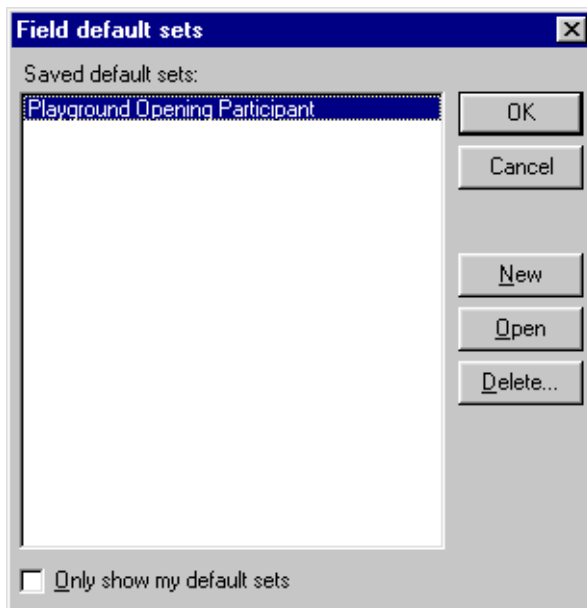 Field default sets
Saved default sets:
Playground Opening Participant
OK
Cancel
New
Open
Delete...
Only show my default sets